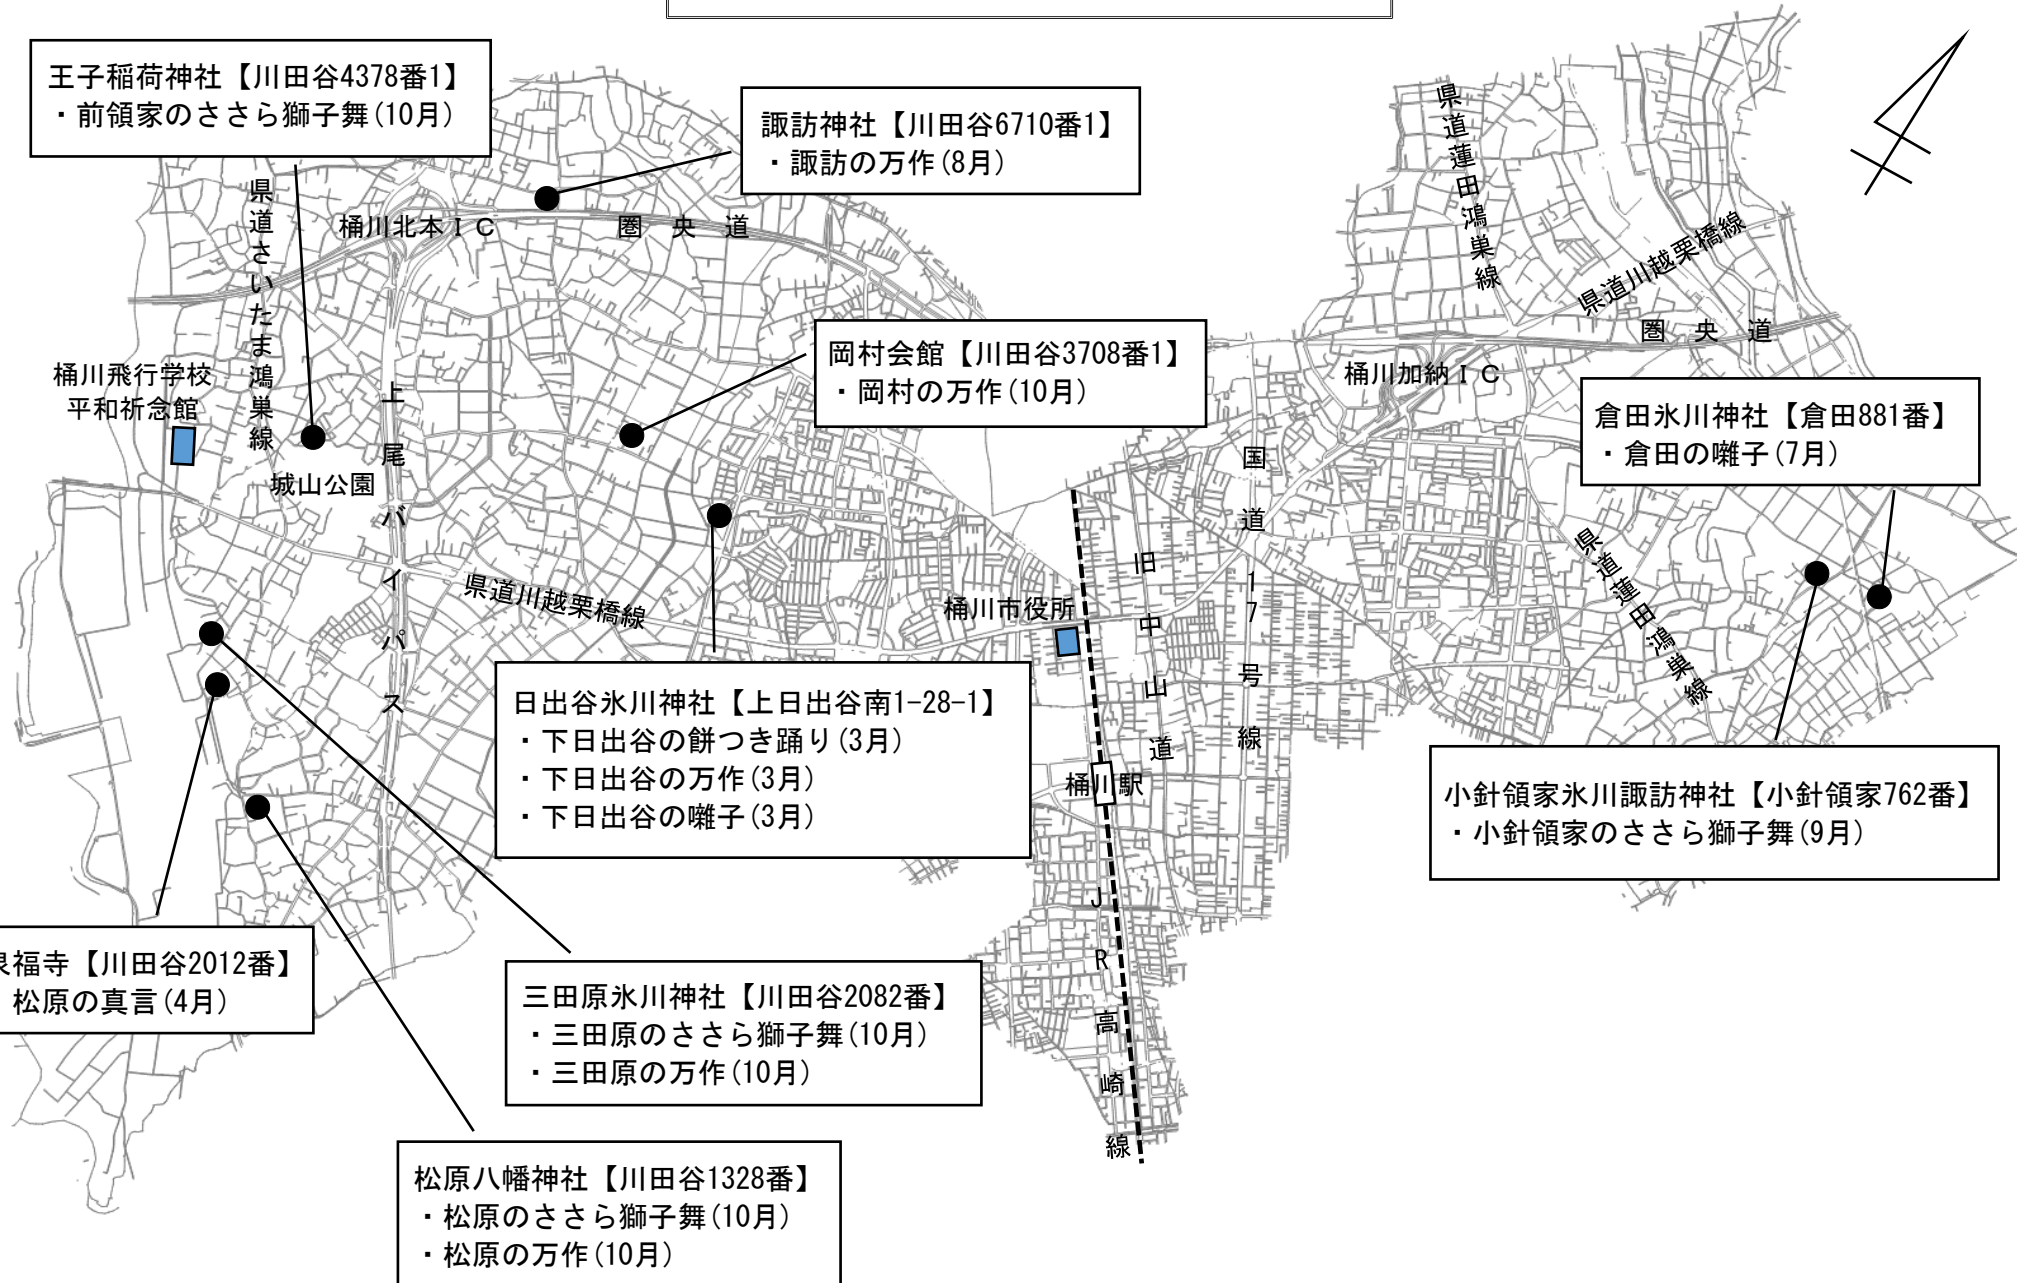 王子稲荷神社【川田谷4378番1】
・前領家のささら獅子舞(10月)
諏訪神社【川田谷6710番1】
・諏訪の万作(8月)
県道さいたま鴻巣線
桶川北本IC
圏央道
県道蓮田鴻巣線
県道川越栗橋線
圏央道
岡村会館【川田谷3708番1】
・岡村の万作(10月)
桶川加納IC
桶川飛行学校
平和祈念館
城山公園
上尾バイパス
倉田氷川神社【倉田881番】
・倉田の囃子(7月)
国道17号線
旧中山道
県道蓮田鴻巣線
県道川越栗橋線
桶川市役所
日出谷氷川神社【上日出谷南1-28-1】
・下日出谷の餅つき踊り(3月)
・下日出谷の万作(3月)
・下日出谷の囃子(3月)
桶川駅
小針領家氷川諏訪神社【小針領家762番】
・小針領家のささら獅子舞(9月)
JR高崎線
泉福寺【川田谷2012番】
松原の真言(4月)
三田原氷川神社【川田谷2082番】
・三田原のささら獅子舞(10月)
・三田原の万作(10月)
松原八幡神社【川田谷1328番】
・松原のささら獅子舞(10月)
・松原の万作(10月)